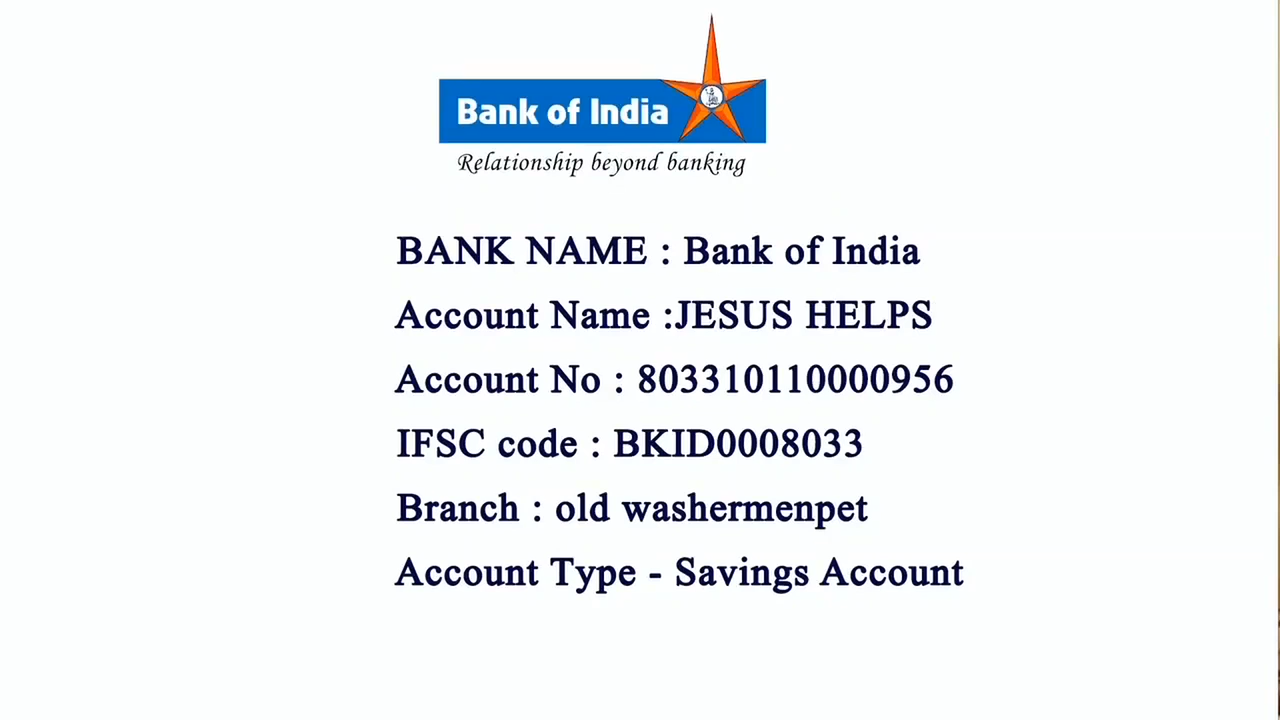 Bank of India
Relationship beyond banking
BANK NAME : Bank of India
Account Name :JESUS HELPS
Account No : 803310110000956
IFSC code : BKID0008033
Branch : old washermenpet
Account Type - Savings Account